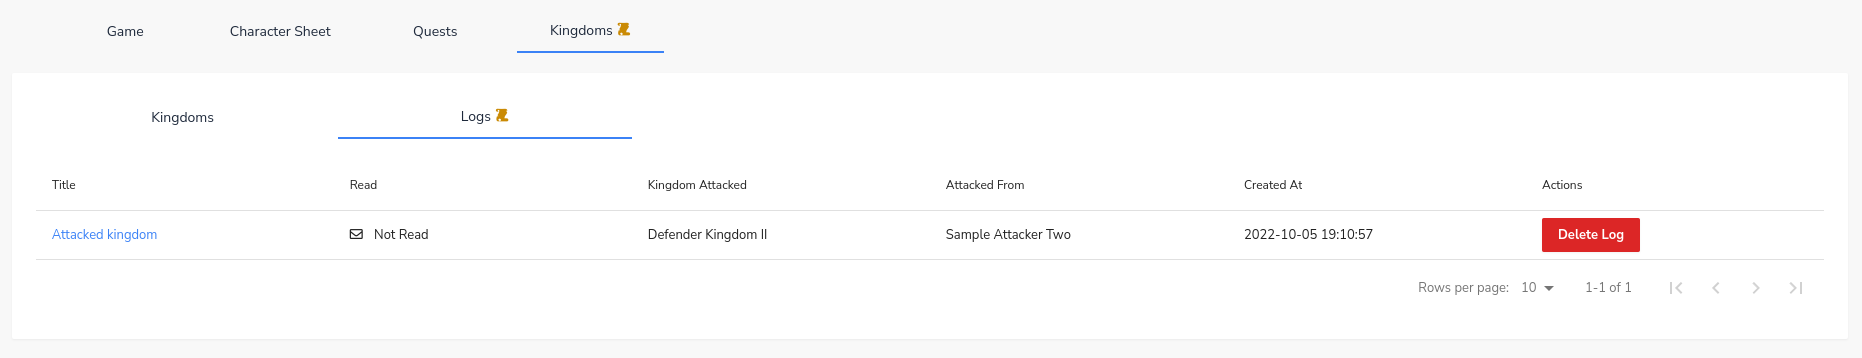 Game Character Sheet Quests Kingdoms
Kingdoms Logs
Title Read Kingdom Attacked Attacked From Created At Actions
Attacked kingdom Not Read Defender Kingdom II Sample Attacker Two 2022-10-05 19:10:57 Delete Log
Rows per page: 10 1-1 of 1